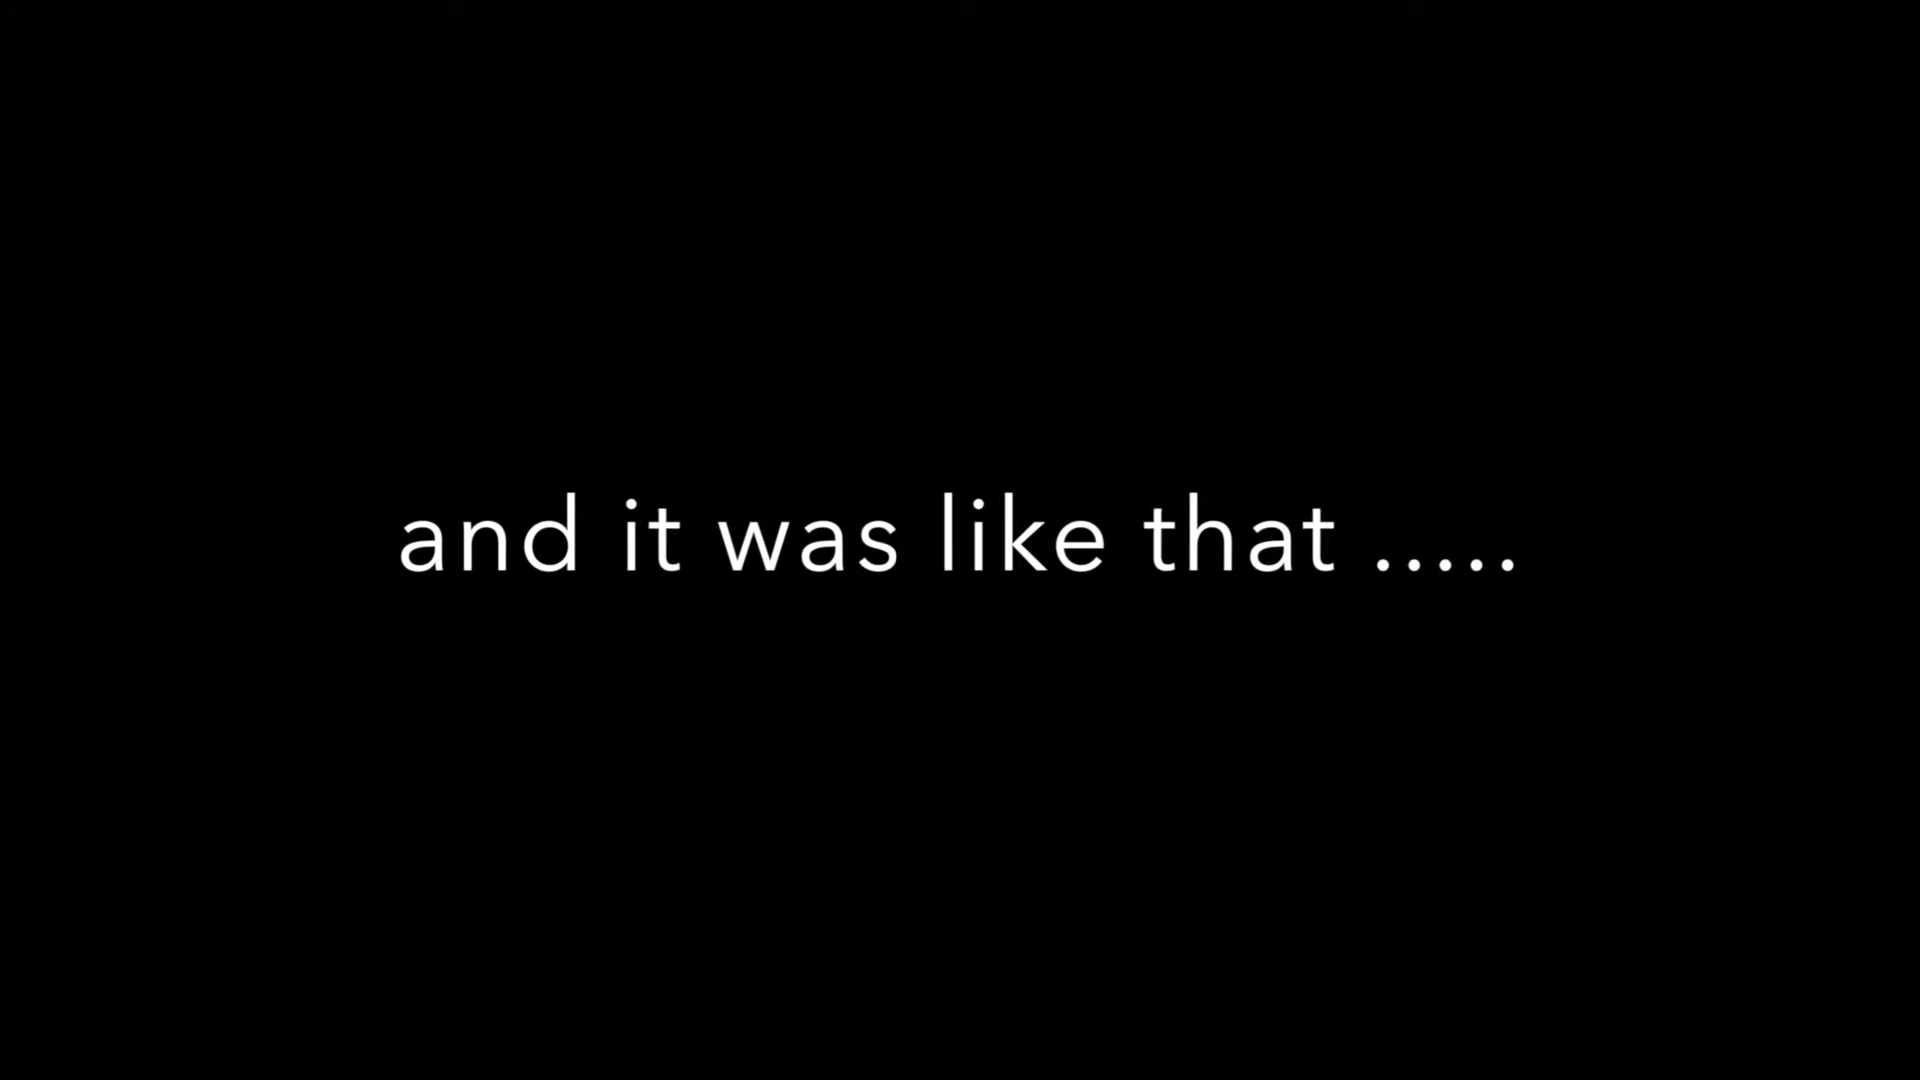 and it was like that .....